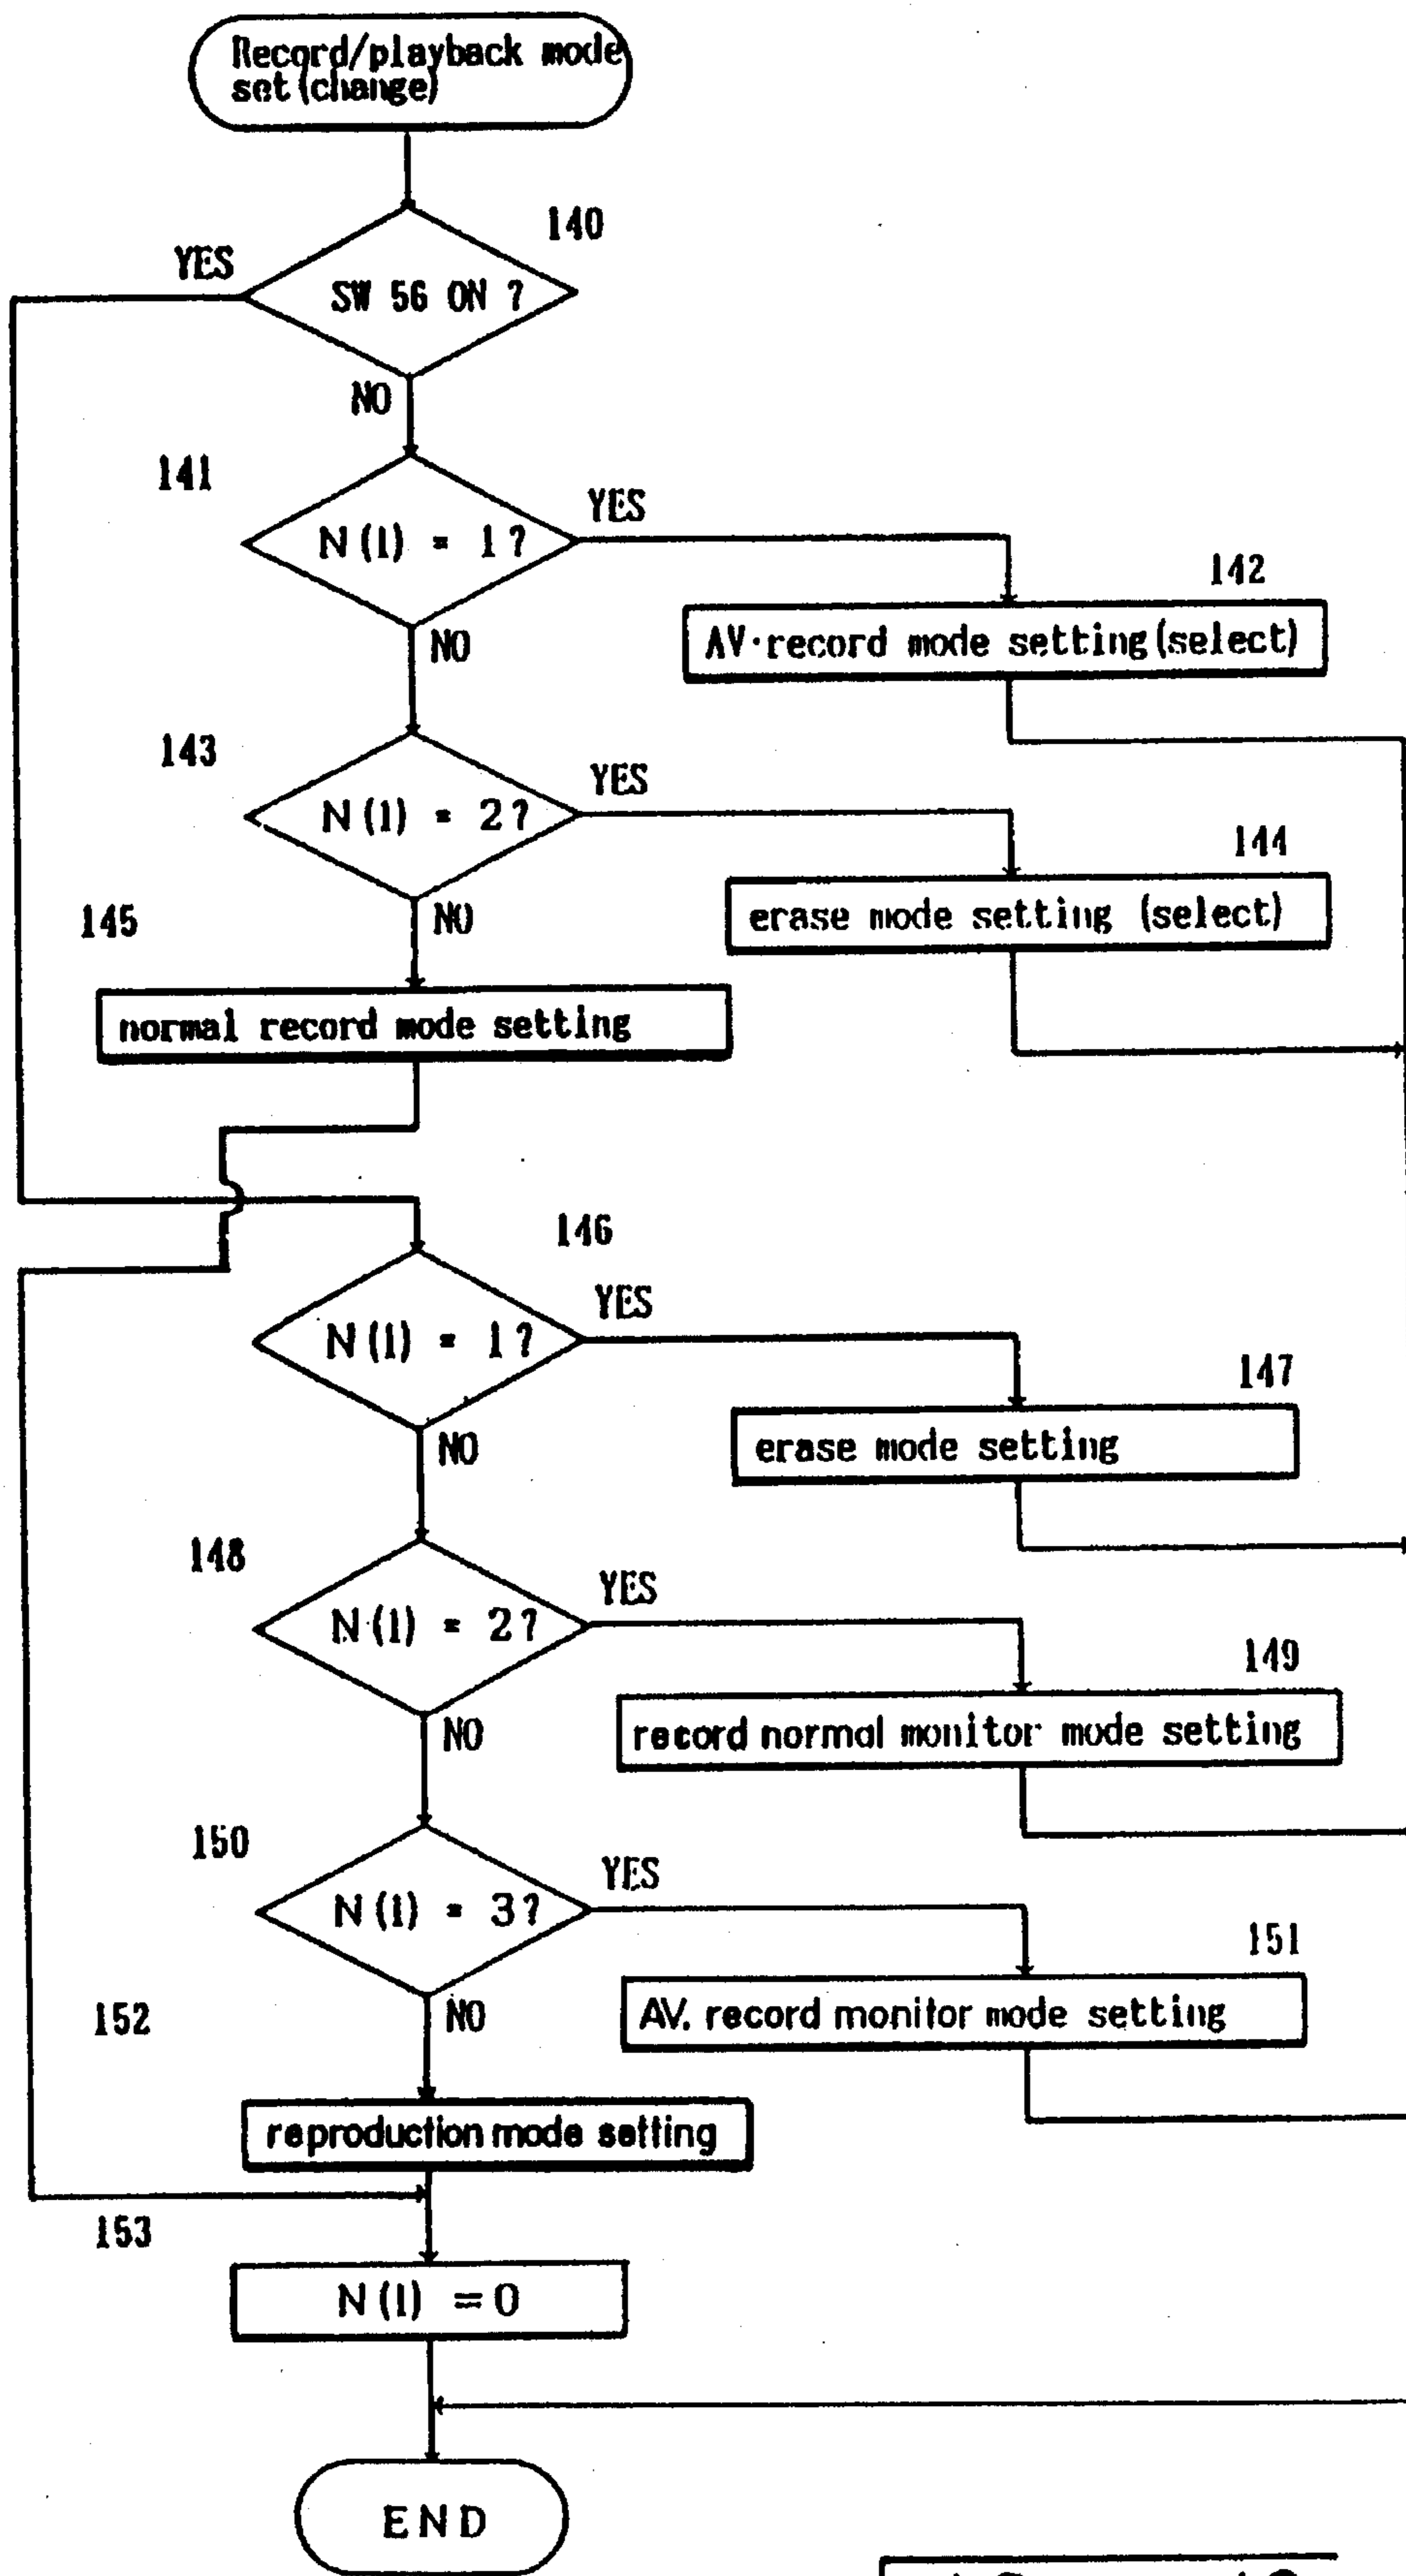 Record/playback mode
set (change)
140
YES
SW 56 ON ?
NO
141
N(1) = 1?
YES
142
AV·record mode setting (select)
NO
143
N(1) = 2?
YES
144
erase mode setting (select)
NO
145
normal record mode setting
146
N(1) = 1?
YES
147
erase mode setting
NO
148
N(1) = 2?
YES
149
record normal monitor mode setting
NO
150
N(1) = 3?
YES
151
AV. record monitor mode setting
NO
152
reproduction mode setting
153
N(1) = 0
END